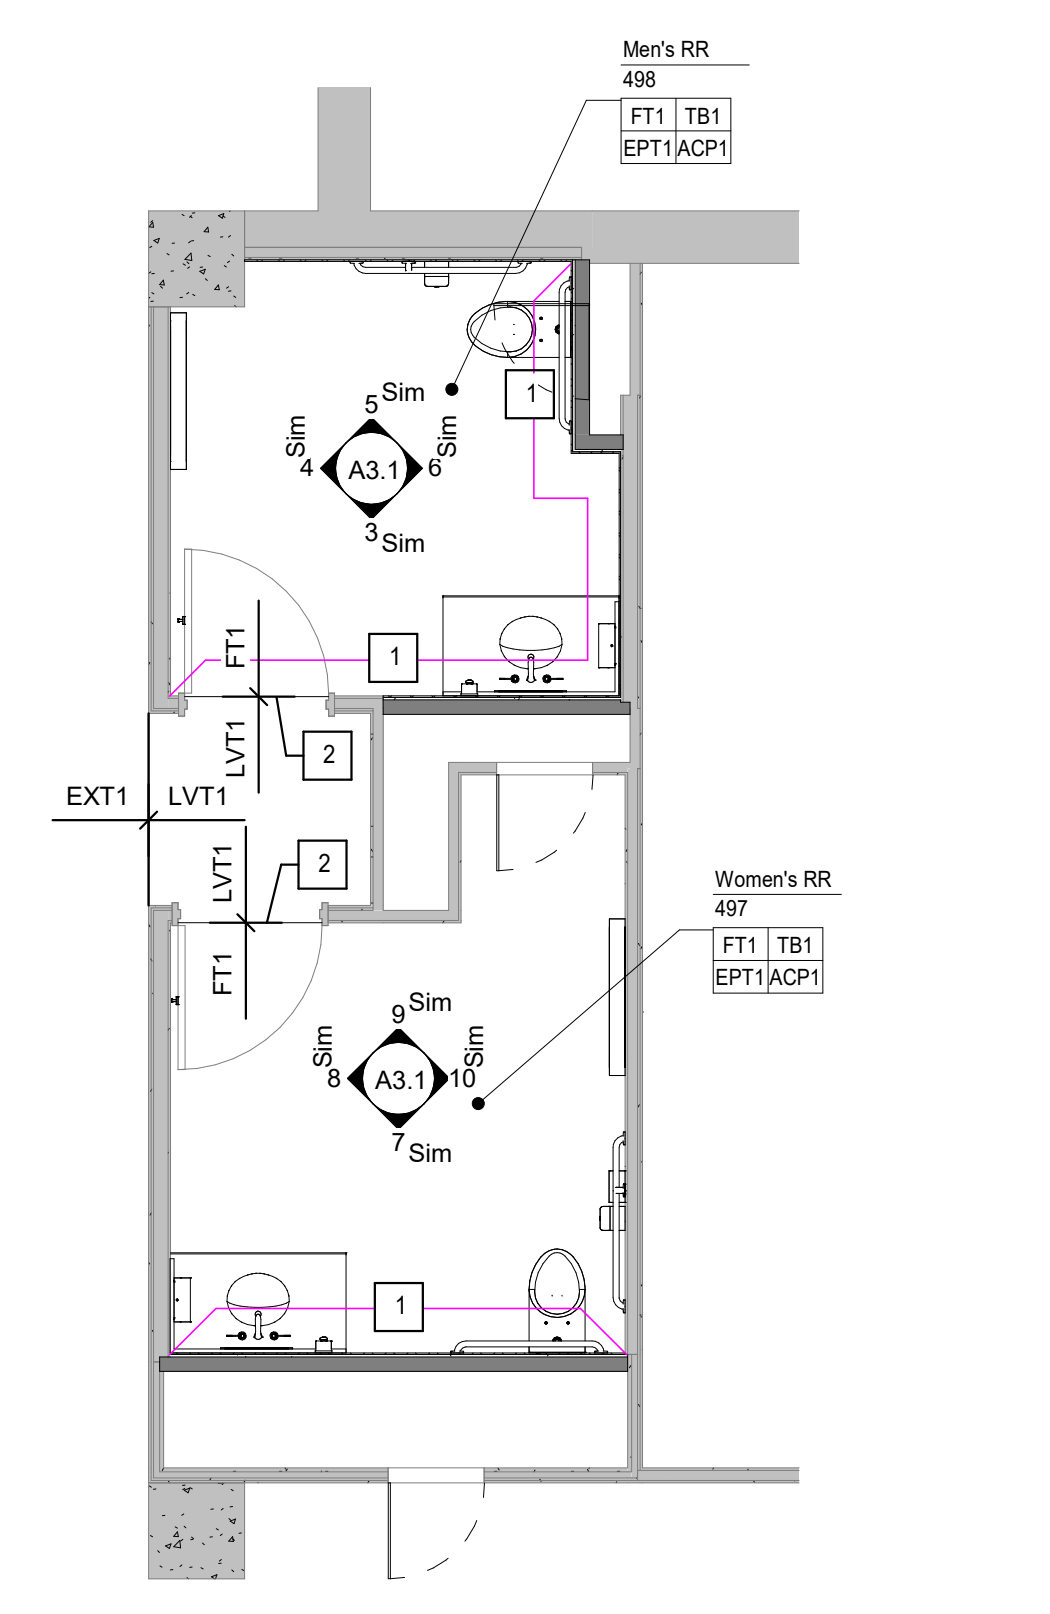 Men's RR
498
FT1 TB1
EPT1 ACP1
5 Sim
Sim Sim
4 A3.1 6
3 Sim
1
1
FT1
LVT1
2
EXT1 LVT1
LVT1
2
FT1
Women's RR
497
FT1 TB1
EPT1 ACP1
9 Sim
Sim Sim
8 A3.1 10
7 Sim
1